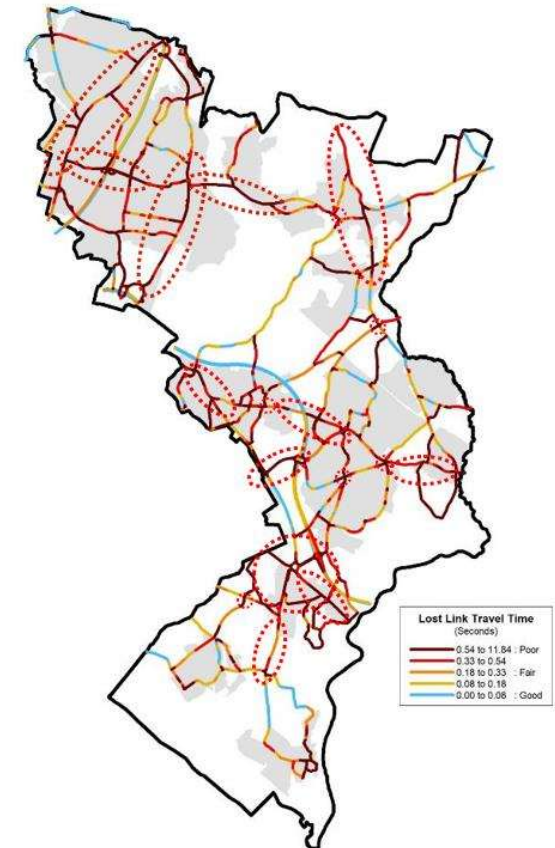 Lost Link Travel Time
(Seconds)
0.54 to 11.84 : Poor
0.33 to 0.54
0.18 to 0.33 : Fair
0.08 to 0.18
0.00 to 0.08 : Good